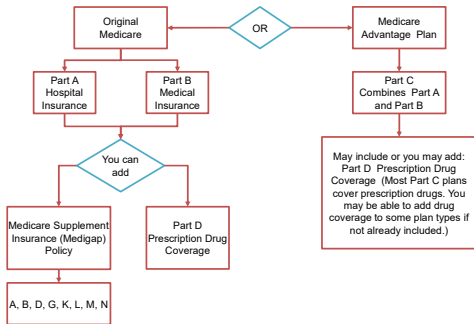 Original
Medicare
OR
Medicare
Advantage Plan
Part A
Hospital
Insurance
Part B
Medical
Insurance
Part C
Combines Part A
and Part B
You can
add
May include or you may add:
Part D Prescription Drug
Coverage (Most Part C plans
cover prescription drugs. You
may be able to add drug
coverage to some plan types if
not already included.)
Medicare Supplement
Insurance (Medigap)
Policy
Part D
Prescription Drug
Coverage
A, B, D, G, K, L, M, N